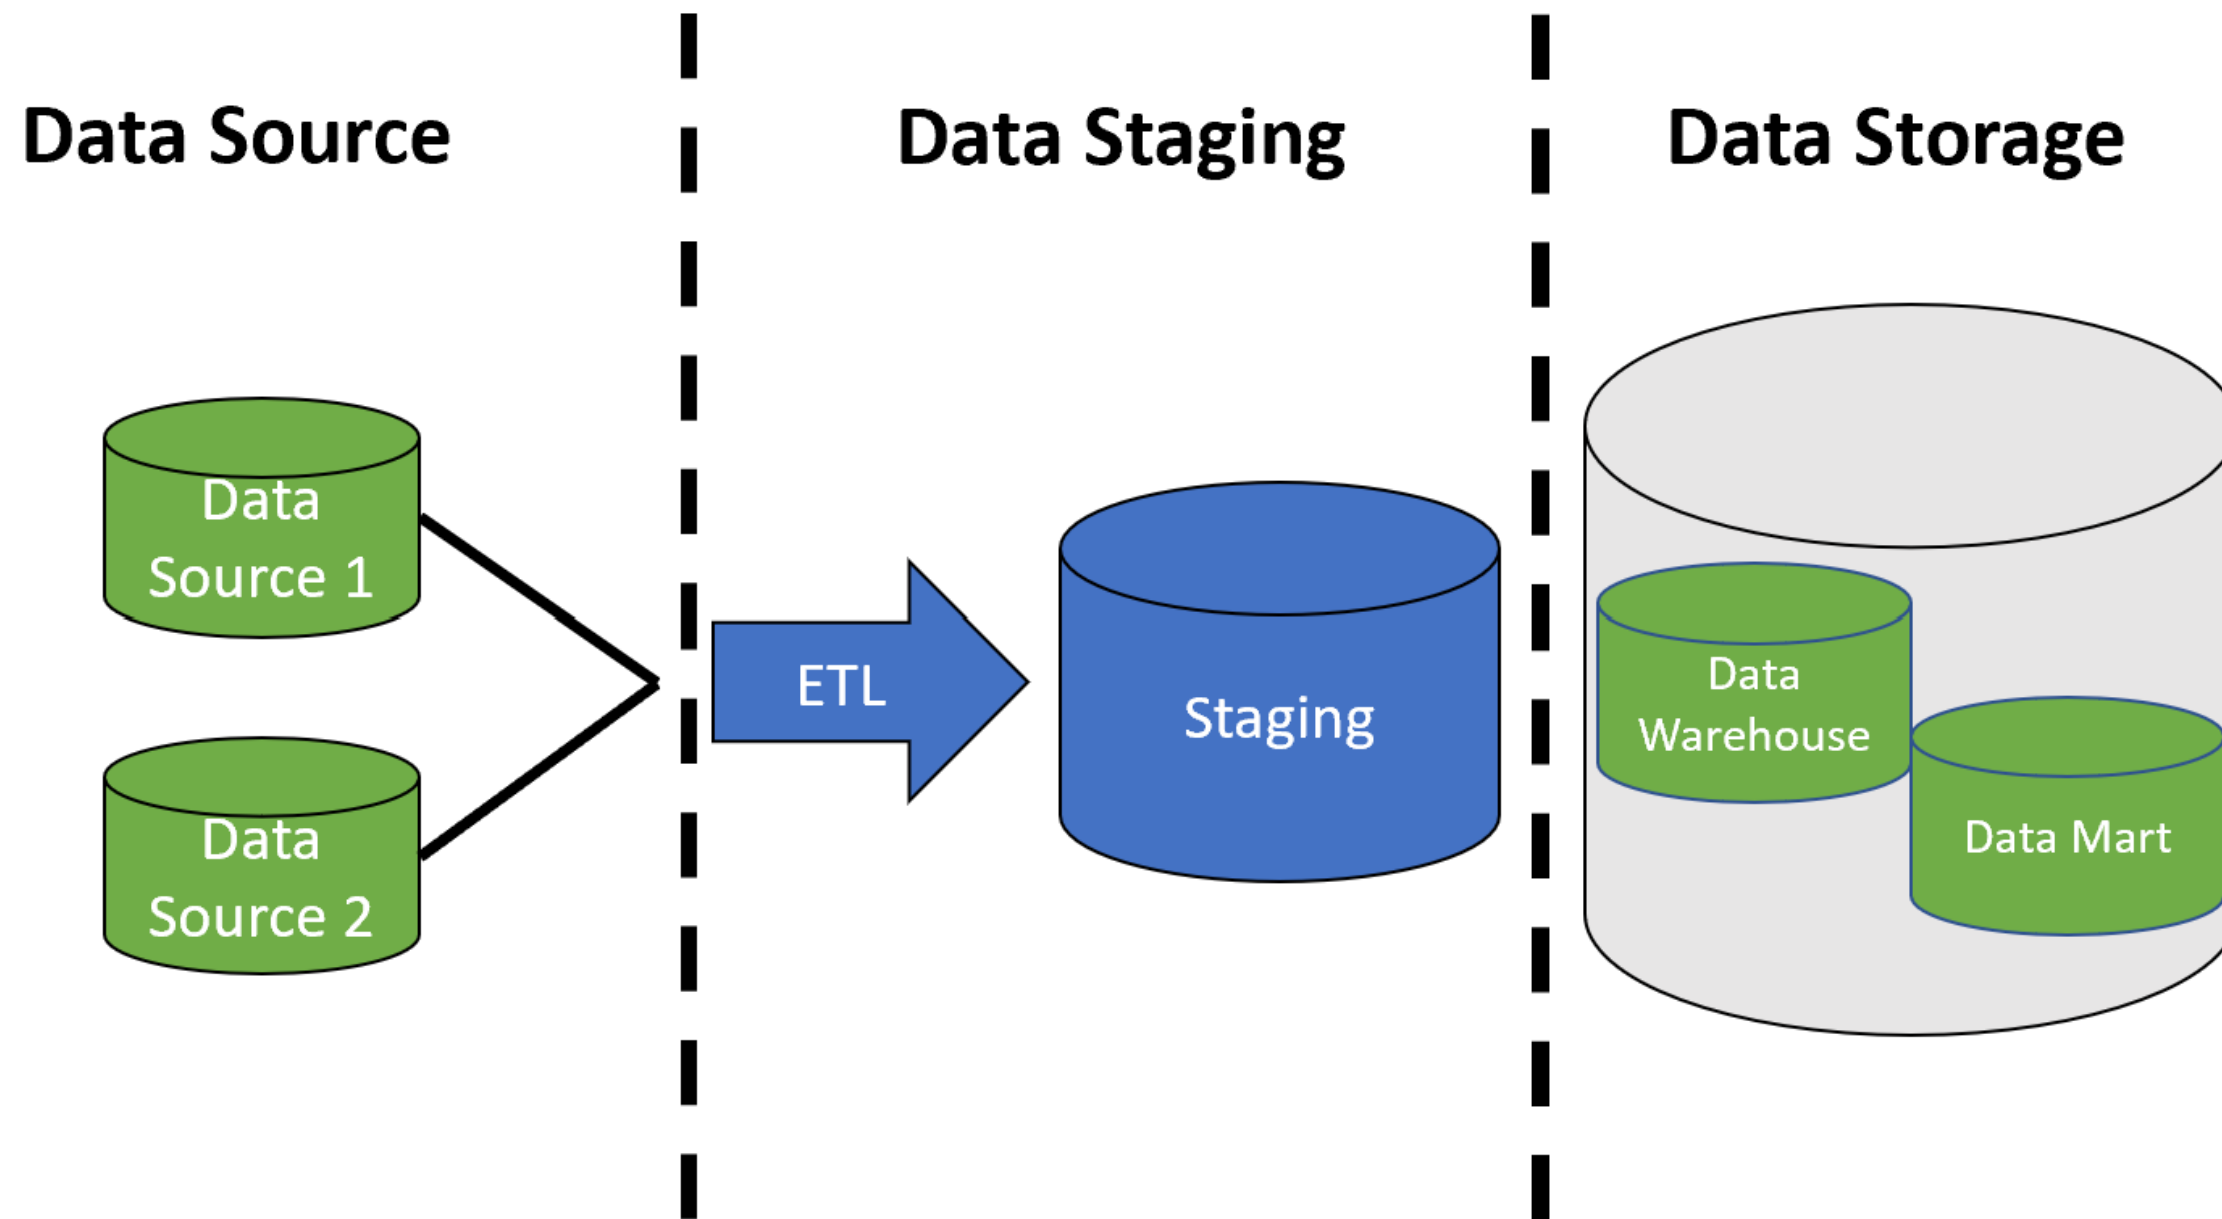 Data Source
Data Staging
Data Storage
Data
Source 1
Data
Source 2
ETL
Staging
Data
Warehouse
Data Mart